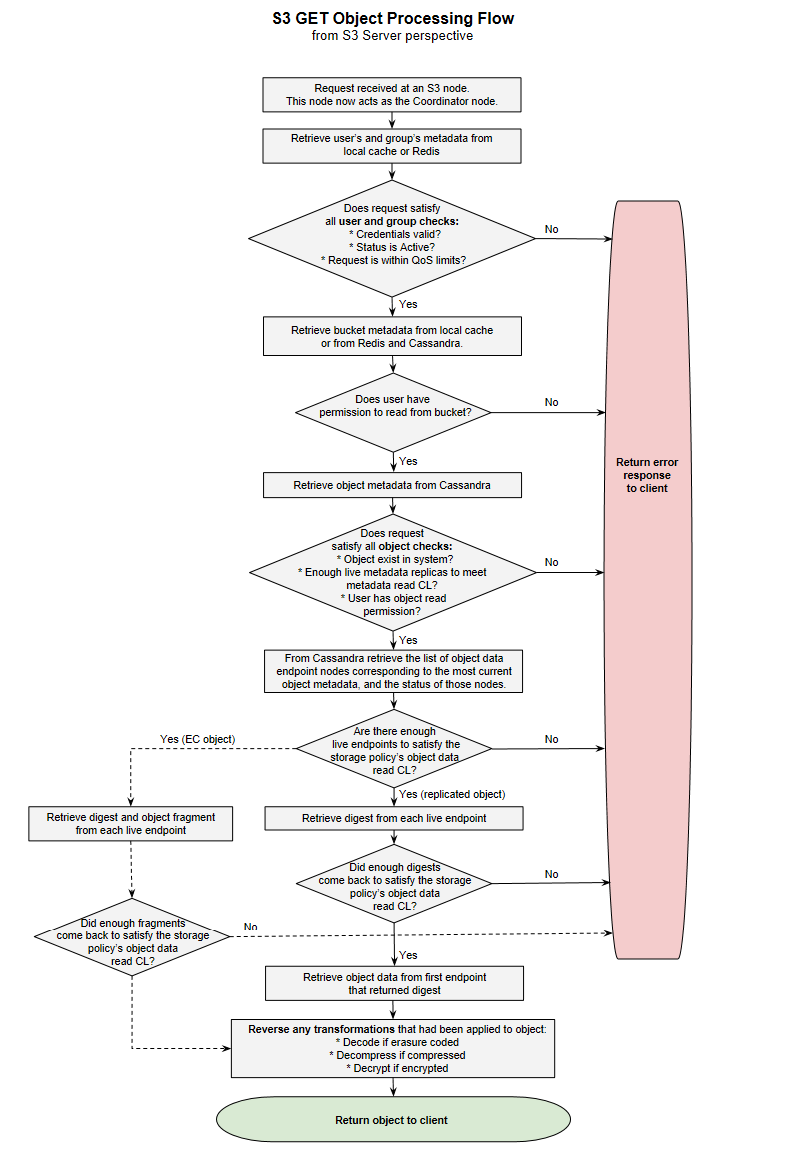 S3 GET Object Processing Flow
from S3 Server perspective
Request received at an S3 node.
This node now acts as the Coordinator node.
Retrieve user's and group's metadata from
local cache or Redis
Does request satisfy
all user and group checks:
* Credentials valid?
* Status is Active?
* Request is within QoS limits?
No
Yes
Retrieve bucket metadata from local cache
or from Redis and Cassandra.
Does user have
permission to read from bucket?
No
Yes
Return error
response
to client
Retrieve object metadata from Cassandra
Does request
satisfy all object checks:
* Object exist in system?
* Enough live metadata replicas to meet
metadata read CL?
* User has object read
permission?
No
Yes
From Cassandra retrieve the list of object data
endpoint nodes corresponding to the most current
object metadata, and the status of those nodes.
Are there enough
live endpoints to satisfy the
storage policy's object data
read CL?
No
Yes (EC object)
Yes (replicated object)
Retrieve digest and object fragment
from each live endpoint
Retrieve digest from each live endpoint
Did enough digests
come back to satisfy the storage
policy's object data
read CL?
No
Did enough fragments
come back to satisfy the storage
policy's object data
read CL?
No
Yes
Retrieve object data from first endpoint
that returned digest
Reverse any transformations that had been applied to object:
* Decode if erasure coded
* Decompress if compressed
* Decrypt if encrypted
Return object to client